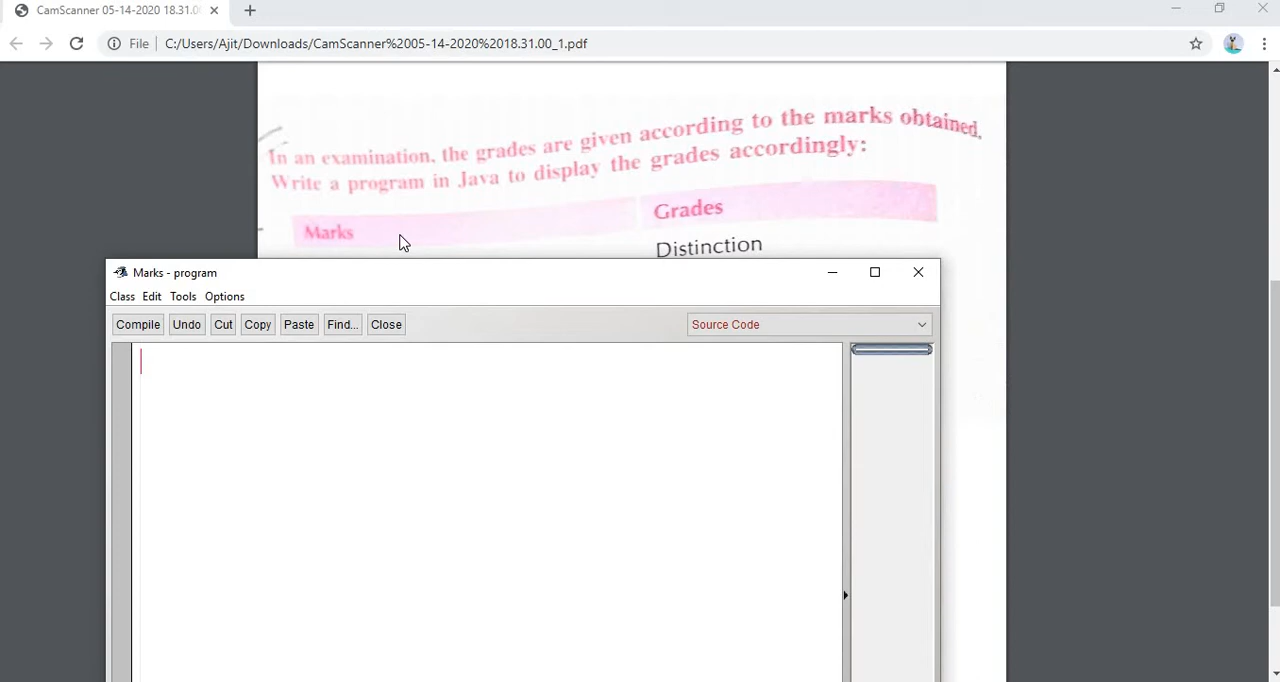 CamScanner 05-14-2020 18.31.0
File
C:/Users/Ajit/Downloads/CamScanner%2005-14-2020%2018.31.00_1.pdf
In an examination, the grades are given according to the marks obtained.
Write a program in Java to display the grades accordingly:
Marks Grades
Distinction
Marks - program
Class Edit Tools Options
Compile Undo Cut Copy Paste Find... Close Source Code